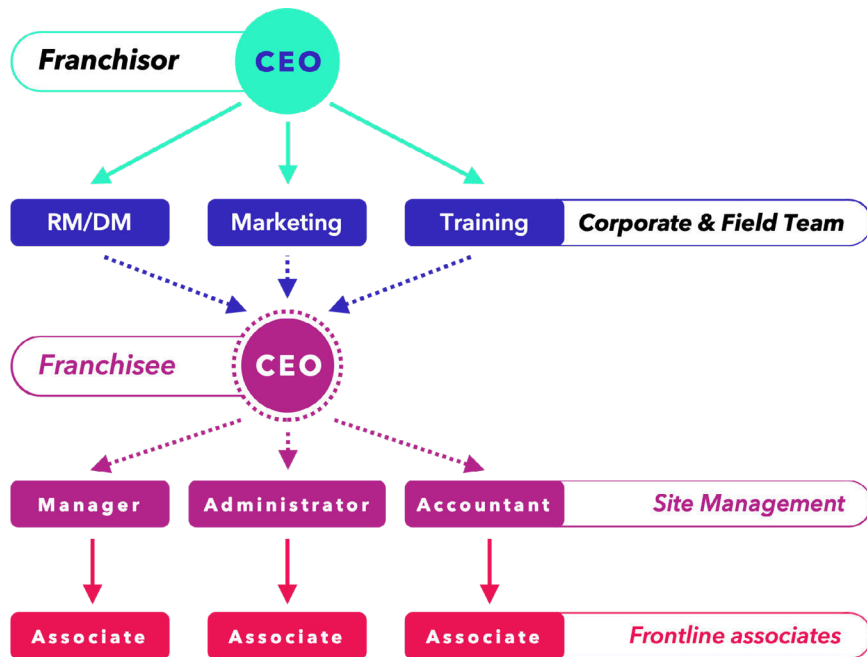 Franchisor
CEO
RM/DM
Marketing
Training
Corporate & Field Team
Franchisee
CEO
Manager
Administrator
Accountant
Site Management
Associate
Associate
Associate
Frontline associates